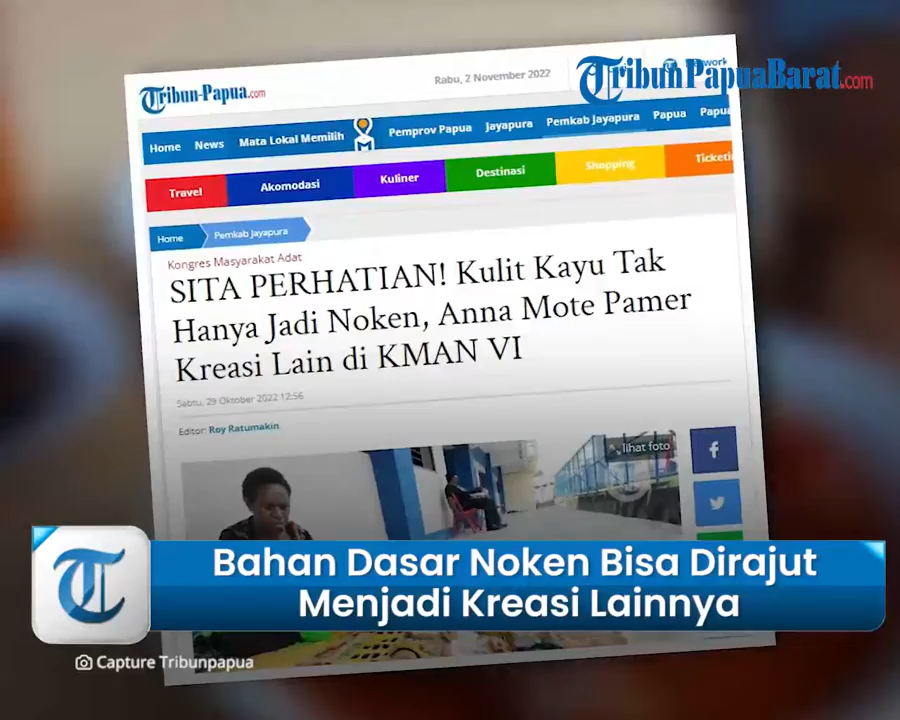 Tribun-Papua.com
Rabu, 2 November 2022
TribunPapuaBarat.com
Home News Mata Lokal Memilih Pemprov Papua Jayapura Pemkab Jayapura Papua
Travel Akomodasi Kuliner Destinasi Shopping
Home Pemkab Jayapura
Kongres Masyarakat Adat
SITA PERHATIAN! Kulit Kayu Tak
Hanya Jadi Noken, Anna Mote Pamer
Kreasi Lain di KMAN VI
Sabtu, 29 Oktober 2022 12:56
Editor: Roy Ratumakin
lihat foto
Bahan Dasar Noken Bisa Dirajut
Menjadi Kreasi Lainnya
Capture Tribunpapua